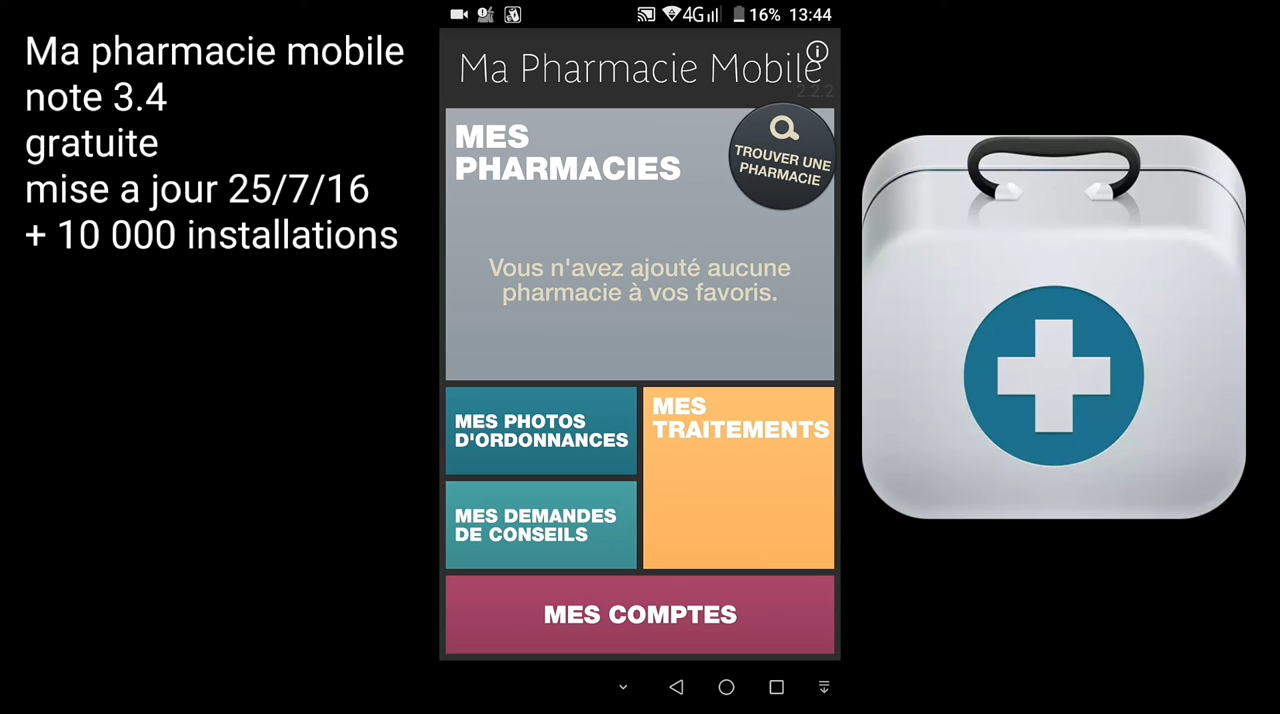 Ma pharmacie mobile
note 3.4
gratuite
mise a jour 25/7/16
+ 10 000 installations
4G 16% 13:44
Ma Pharmacie Mobile
2.2.2
MES
PHARMACIES
TROUVER UNE
PHARMACIE
Vous n'avez ajouté aucune
pharmacie à vos favoris.
MES PHOTOS
D'ORDONNANCES
MES
TRAITEMENTS
MES DEMANDES
DE CONSEILS
MES COMPTES